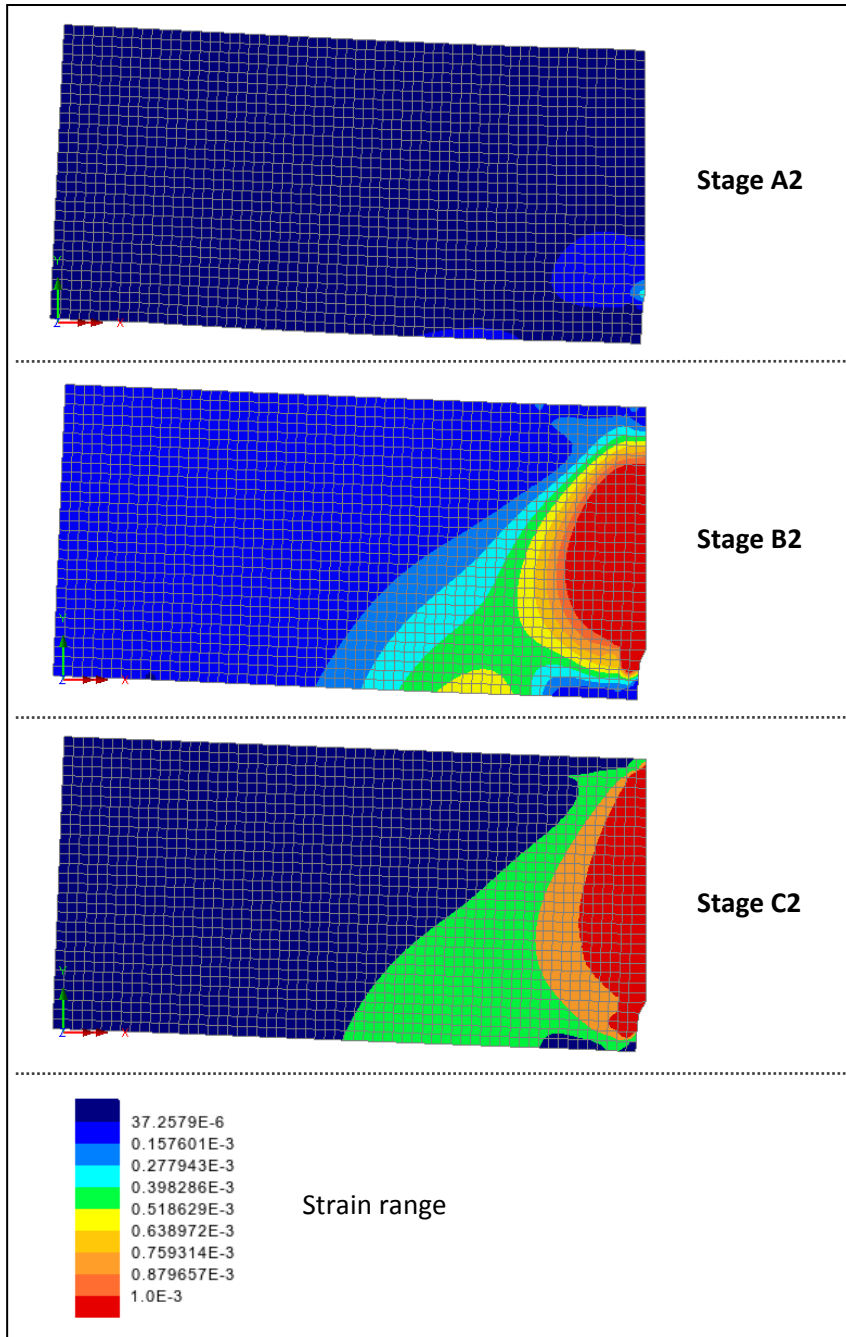 Stage A2
Y
Z X
Stage B2
Y
Z X
Stage C2
Y
Z X
37.2579E-6
0.157601E-3
0.277943E-3
0.398286E-3
0.518629E-3
0.638972E-3
0.759314E-3
0.879657E-3
1.0E-3
Strain range